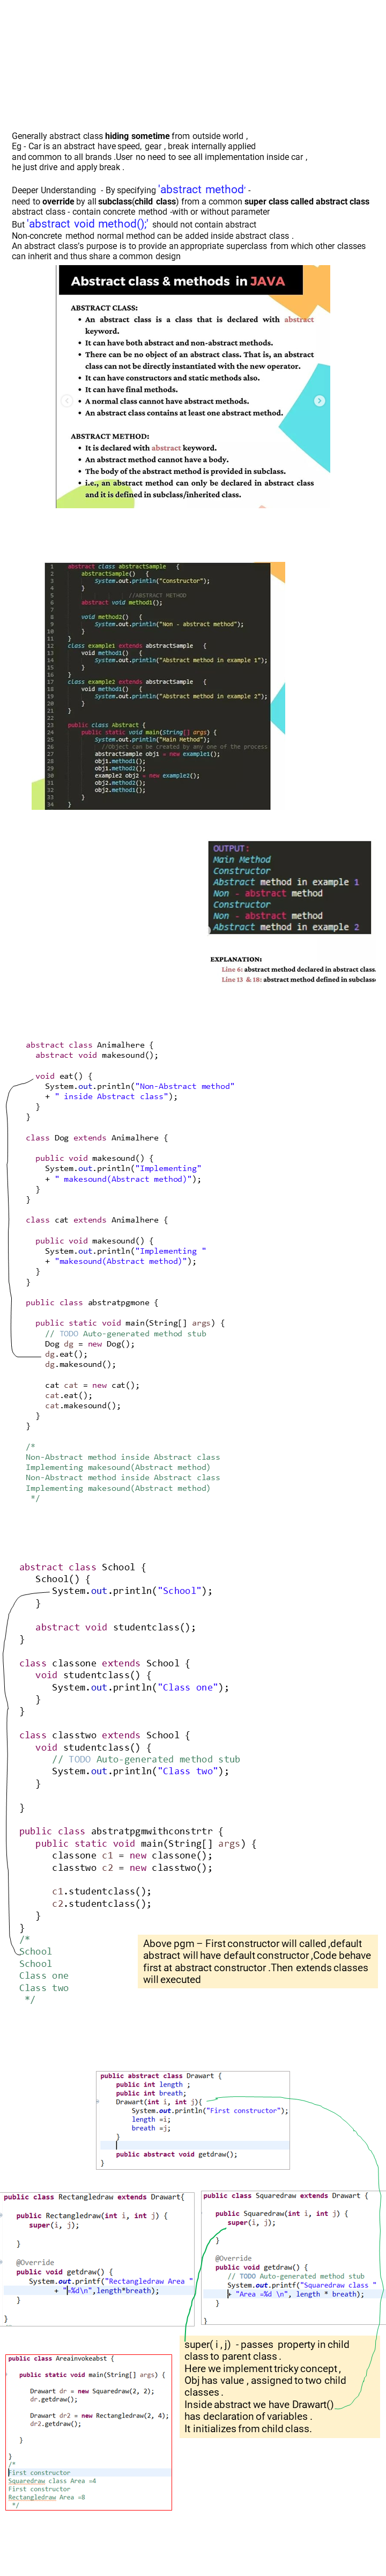 Generally abstract class hiding sometime from outside world ,
Eg - Car is an abstract have speed, gear , break internally applied
and common to all brands .User no need to see all implementation inside car ,
he just drive and apply break .
Deeper Understanding - By specifying 'abstract method' -
need to override by all subclass(child class) from a common super class called abstract class
abstract class - contain concrete method -with or without parameter
But 'abstract void method();' should not contain abstract
Non-concrete method normal method can be added inside abstract class .
An abstract class's purpose is to provide an appropriate superclass from which other classes
can inherit and thus share a common design
Abstract class & methods in JAVA
ABSTRACT CLASS:
• An abstract class is a class that is declared with abstract
keyword.
• It can have both abstract and non-abstract methods.
• There can be no object of an abstract class. That is, an abstract
class can not be directly instantiated with the new operator.
• It can have constructors and static methods also.
• It can have final methods.
• A normal class cannot have abstract methods.
• An abstract class contains at least one abstract method.
ABSTRACT METHOD:
• It is declared with abstract keyword.
• An abstract method cannot have a body.
• The body of the abstract method is provided in subclass.
• i.e., an abstract method can only be declared in abstract class
and it is defined in subclass/inherited class.
1 abstract class abstractSample {
2 abstractSample() {
3 System.out.println("Constructor");
4 }
5 //ABSTRACT METHOD
6 abstract void method1();
7
8 void method2() {
9 System.out.println("Non - abstract method");
10 }
11 }
12 class example1 extends abstractSample {
13 void method1() {
14 System.out.println("Abstract method in example 1");
15 }
16 }
17 class example2 extends abstractSample {
18 void method1() {
19 System.out.println("Abstract method in example 2");
20 }
21 }
22
23 public class Abstract {
24 public static void main(String[] args) {
25 System.out.println("Main Method");
26 //Object can be created by any one of the process
27 abstractSample obj1 = new example1();
28 obj1.method1();
29 obj1.method2();
30 example2 obj2 = new example2();
31 obj2.method2();
32 obj2.method1();
33 }
34 }
OUTPUT:
Main Method
Constructor
Abstract method in example 1
Non - abstract method
Constructor
Non - abstract method
Abstract method in example 2
EXPLANATION:
Line 6: abstract method declared in abstract class.
Line 13 & 18: abstract method defined in subclass
abstract class Animalhere {
abstract void makesound();
void eat() {
System.out.println("Non-Abstract method"
+ " inside Abstract class");
}
}
class Dog extends Animalhere {
public void makesound() {
System.out.println("Implementing"
+ " makesound(Abstract method)");
}
}
class cat extends Animalhere {
public void makesound() {
System.out.println("Implementing "
+ "makesound(Abstract method)");
}
}
public class abstratpgmone {
public static void main(String[] args) {
// TODO Auto-generated method stub
Dog dg = new Dog();
dg.eat();
dg.makesound();
cat cat = new cat();
cat.eat();
cat.makesound();
}
}
/*
Non-Abstract method inside Abstract class
Implementing makesound(Abstract method)
Non-Abstract method inside Abstract class
Implementing makesound(Abstract method)
*/
abstract class School {
School() {
System.out.println("School");
}
abstract void studentclass();
}
class classone extends School {
void studentclass() {
System.out.println("Class one");
}
}
class classtwo extends School {
void studentclass() {
// TODO Auto-generated method stub
System.out.println("Class two");
}
}
public class abstratpgmwithconstrtr {
public static void main(String[] args) {
classone c1 = new classone();
classtwo c2 = new classtwo();
c1.studentclass();
c2.studentclass();
}
}
/*
School
School
Class one
Class two
*/
Above pgm – First constructor will called ,default
abstract will have default constructor ,Code behave
first at abstract constructor .Then extends classes
will executed
public abstract class Drawart {
public int length ;
public int breath;
Drawart(int i, int j){
System.out.println("First constructor");
length =i;
breath =j;
}
public abstract void getdraw();
}
public class Rectangledraw extends Drawart{
public Rectangledraw(int i, int j) {
super(i, j);
}
@Override
public void getdraw() {
System.out.printf("Rectangledraw Area "
+ "=%d\n",length*breath);
}
}
public class Squaredraw extends Drawart {
public Squaredraw(int i, int j) {
super(i, j);
}
@Override
public void getdraw() {
// TODO Auto-generated method stub
System.out.printf("Squaredraw class "
+ "Area =%d \n", length * breath);
}
}
super( i , j) - passes property in child
class to parent class .
Here we implement tricky concept ,
Obj has value , assigned to two child
classes .
Inside abstract we have Drawart()
has declaration of variables .
It initializes from child class.
public class Areainvokeabst {
public static void main(String[] args) {
Drawart dr = new Squaredraw(2, 2);
dr.getdraw();
Drawart dr2 = new Rectangledraw(2, 4);
dr2.getdraw();
}
}
/*
First constructor
Squaredraw class Area =4
First constructor
Rectangledraw Area =8
*/